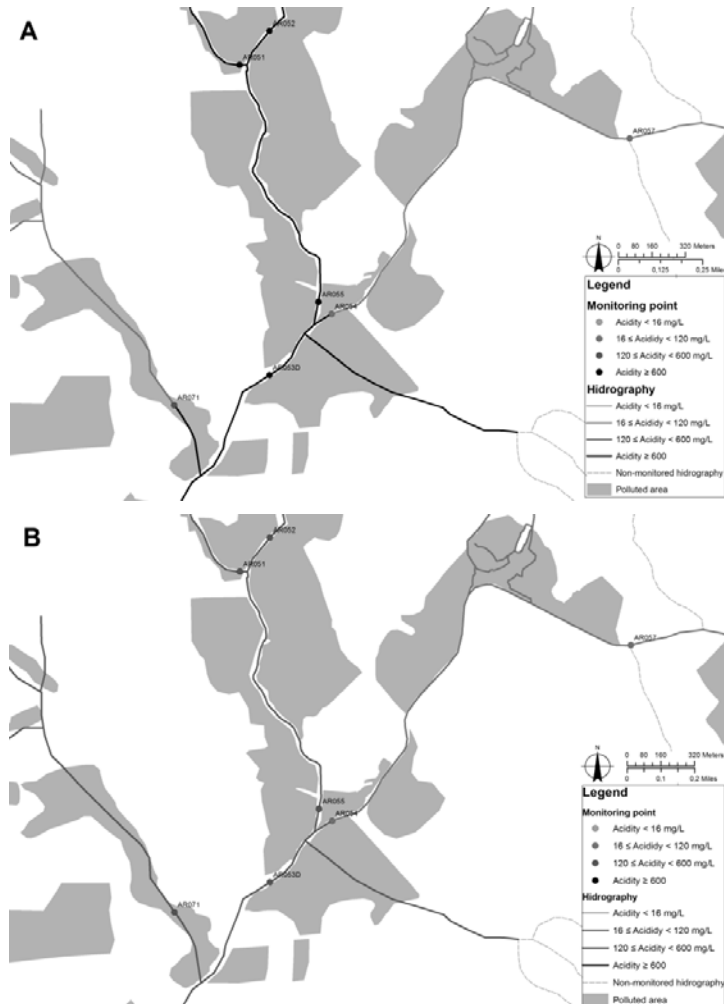 A
AR052
AR051
AR057
N
0 80 160 320 Meters
0 0,125 0,25 Miles
AR055
AR054
AR053D
AR071
Legend
Monitoring point
Acidity < 16 mg/L
16 ≤ Acididy < 120 mg/L
120 ≤ Acidity < 600 mg/L
Acidity ≥ 600
Hidrography
Acidity < 16 mg/L
16 ≤ Acididy < 120 mg/L
120 ≤ Acidity < 600 mg/L
Acidity ≥ 600
Non-monitored hidrography
Polluted area
B
AR052
AR051
AR057
N
0 80 160 320 Meters
0 0.1 0.2 Miles
AR055
AR054
AR053D
AR071
Legend
Monitoring point
Acidity < 16 mg/L
16 ≤ Acididy < 120 mg/L
120 ≤ Acidity < 600 mg/L
Acidity ≥ 600
Hidrography
Acidity < 16 mg/L
16 ≤ Acididy < 120 mg/L
120 ≤ Acidity < 600 mg/L
Acidity ≥ 600
Non-monitored hidrography
Polluted area